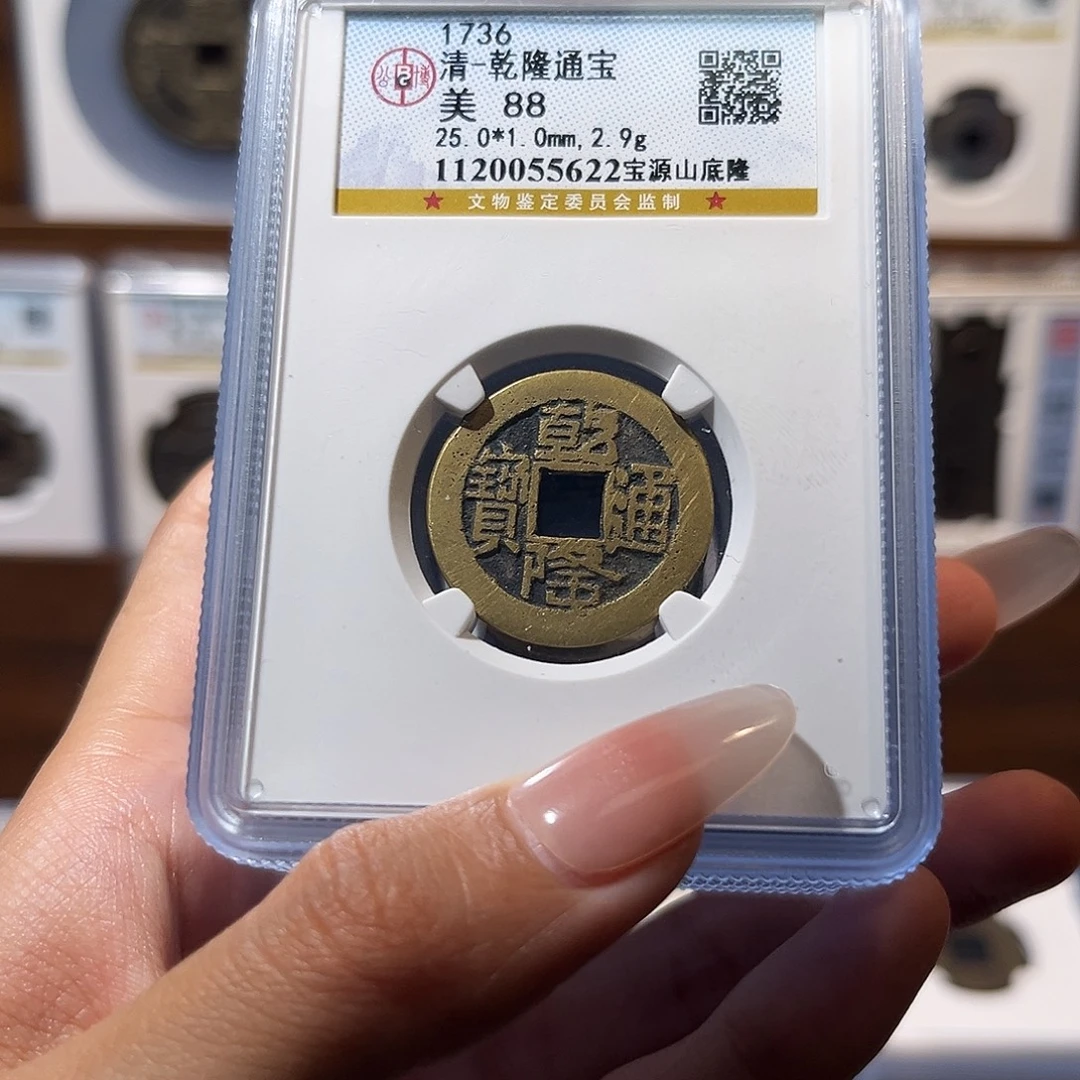 1736
清-乾隆通宝
美 88
25.0*1.0mm,2.9g
1120055622宝源山底隆
★ 文物鉴定委员会监制 ★
公 G 博
乾
隆
通
寶